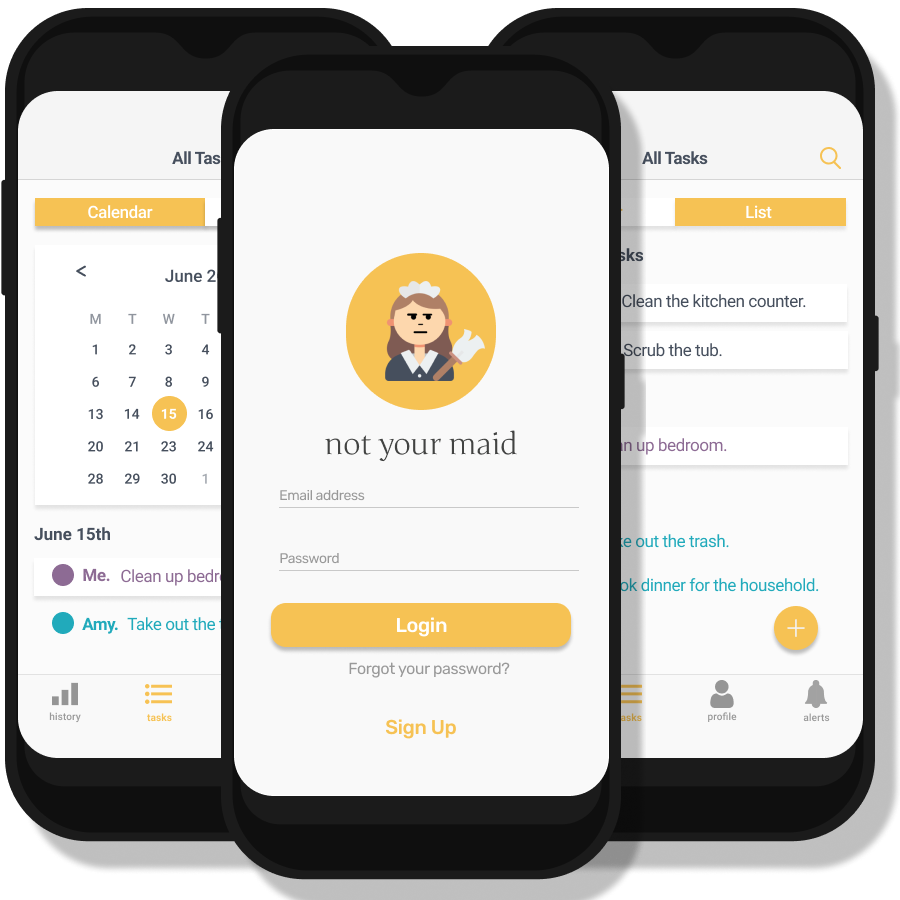 All Tas
Calendar
<
June 2
M T W T
1 2 3 4
6 7 8 9
13 14 15 16
20 21 23 24
28 29 30 1
June 15th
Me. Clean up bedr
Amy. Take out the
history
tasks
not your maid
Email address
Password
Login
Forgot your password?
Sign Up
All Tasks
List
sks
Clean the kitchen counter.
Scrub the tub.
n up bedroom.
ke out the trash.
ok dinner for the household.
+
asks
profile
alerts